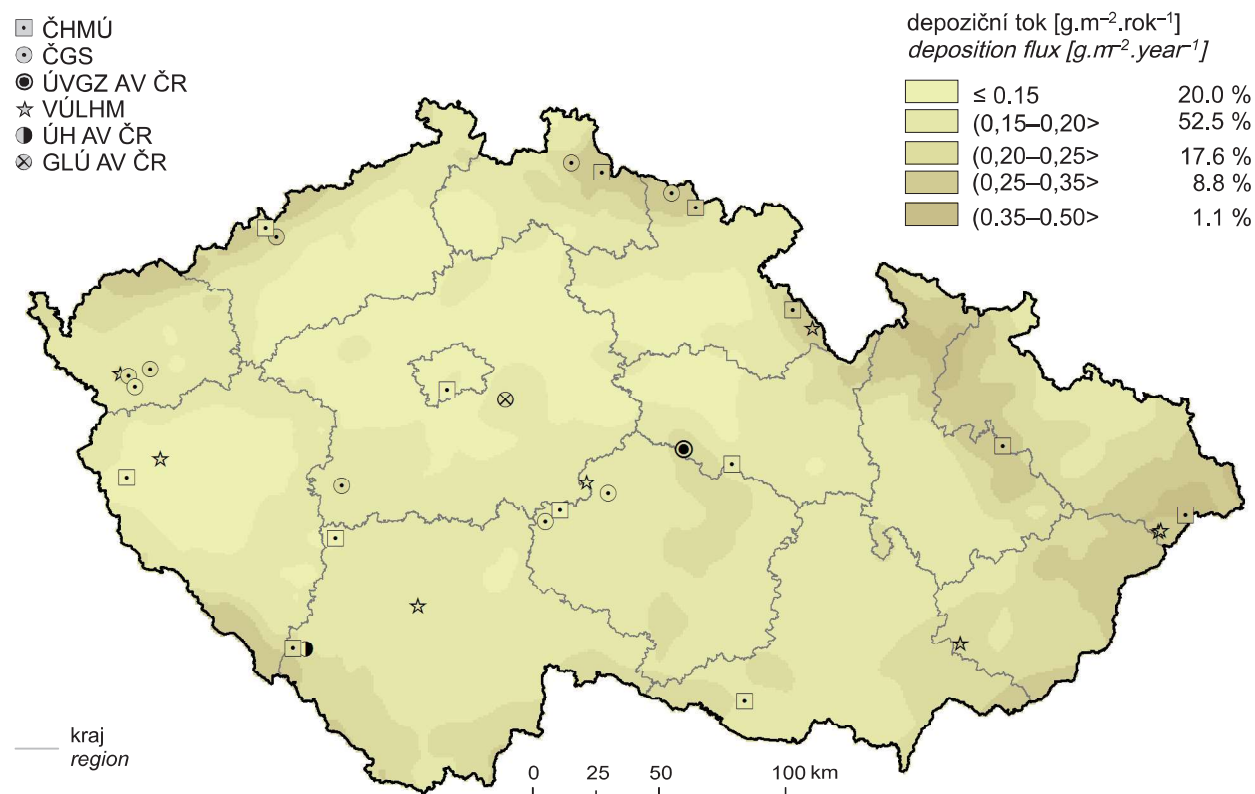 ČHMÚ
ČGS
ÚVGZ AV ČR
VÚLHM
ÚH AV ČR
GLÚ AV ČR
depoziční tok [g.m⁻².rok⁻¹]
deposition flux [g.m⁻².year⁻¹]
≤ 0.15 20.0 %
(0,15–0,20> 52.5 %
(0,20–0,25> 17.6 %
(0,25–0,35> 8.8 %
(0.35–0.50> 1.1 %
kraj
region
0 25 50 100 km